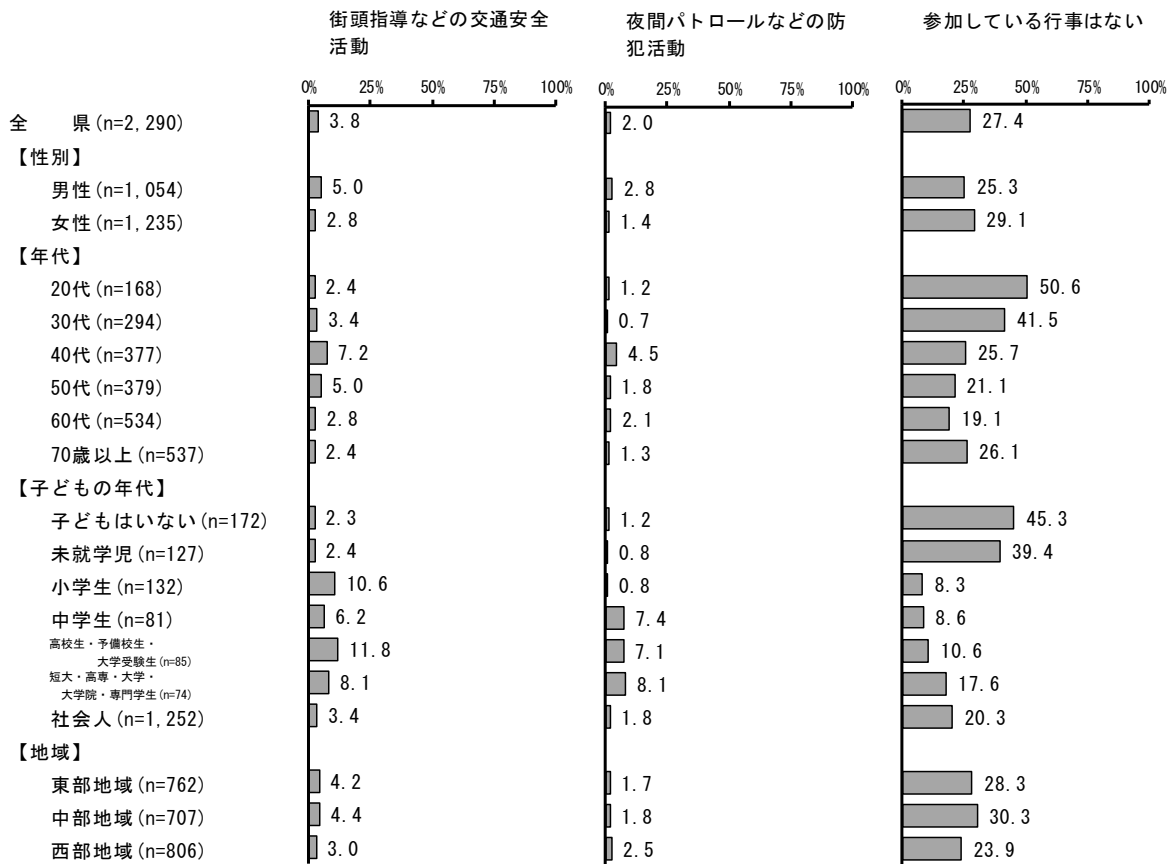 街頭指導などの交通安全
活動
夜間パトロールなどの防
犯活動
参加している行事はない
0% 25% 50% 75% 100% 0% 25% 50% 75% 100% 0% 25% 50% 75% 100%
全　　県(n=2,290) 3.8 2.0 27.4
【性別】
男性(n=1,054) 5.0 2.8 25.3
女性(n=1,235) 2.8 1.4 29.1
【年代】
20代(n=168) 2.4 1.2 50.6
30代(n=294) 3.4 0.7 41.5
40代(n=377) 7.2 4.5 25.7
50代(n=379) 5.0 1.8 21.1
60代(n=534) 2.8 2.1 19.1
70歳以上(n=537) 2.4 1.3 26.1
【子どもの年代】
子どもはいない(n=172) 2.3 1.2 45.3
未就学児(n=127) 2.4 0.8 39.4
小学生(n=132) 10.6 0.8 8.3
中学生(n=81) 6.2 7.4 8.6
高校生・予備校生・
大学受験生(n=85) 11.8 7.1 10.6
短大・高専・大学・
大学院・専門学生(n=74) 8.1 8.1 17.6
社会人(n=1,252) 3.4 1.8 20.3
【地域】
東部地域(n=762) 4.2 1.7 28.3
中部地域(n=707) 4.4 1.8 30.3
西部地域(n=806) 3.0 2.5 23.9